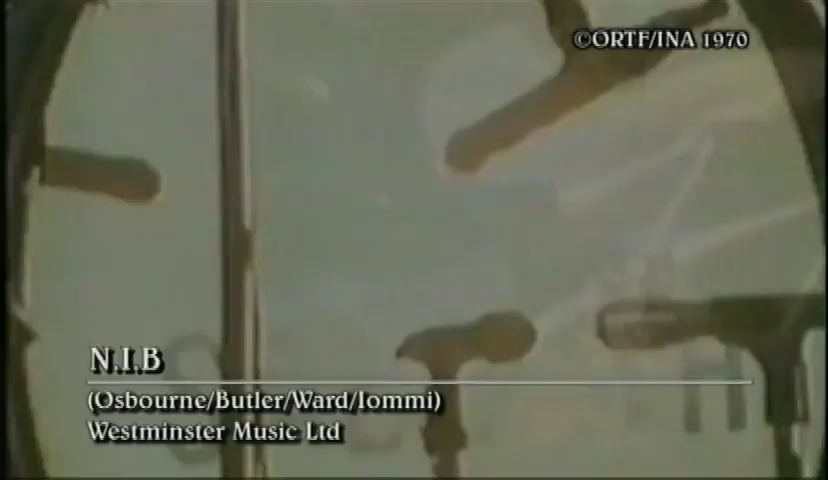 ©ORTF/INA 1970
N.I.B
(Osbourne/Butler/Ward/Iommi)
Westminster Music Ltd